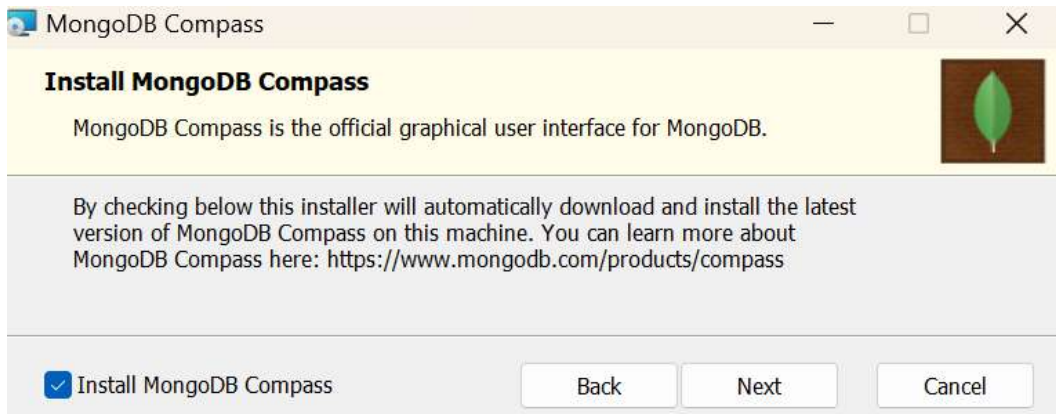 MongoDB Compass
Install MongoDB Compass
MongoDB Compass is the official graphical user interface for MongoDB.
By checking below this installer will automatically download and install the latest
version of MongoDB Compass on this machine. You can learn more about
MongoDB Compass here: https://www.mongodb.com/products/compass
Install MongoDB Compass Back Next Cancel